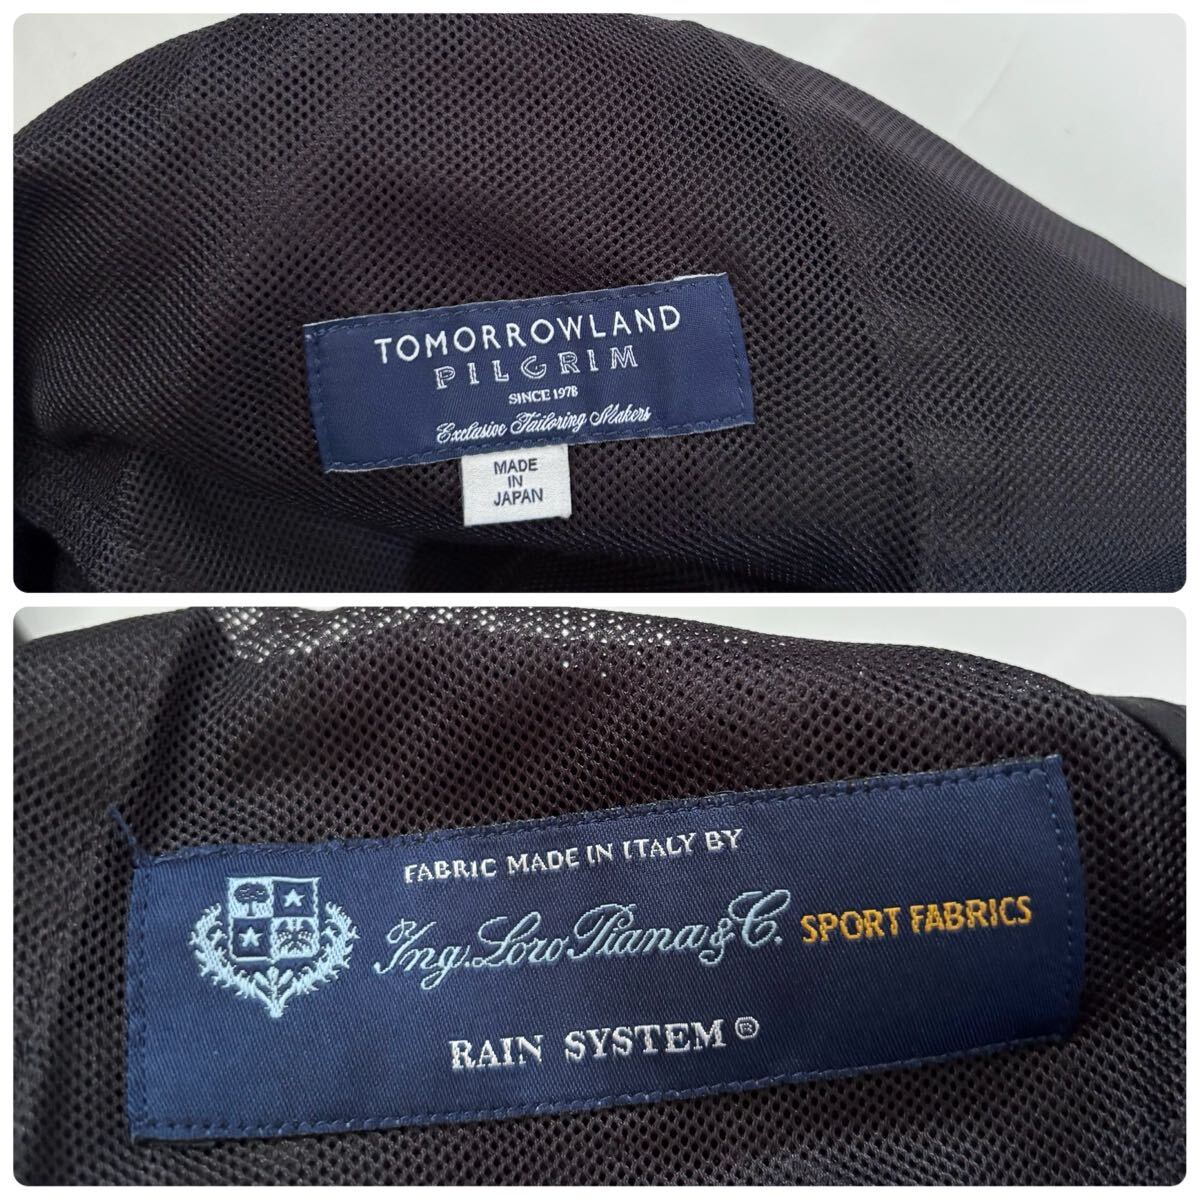 TOMORROWLAND
PILGRIM
SINCE 1978
Exclusive Tailoring Makers
MADE
IN
JAPAN
FABRIC MADE IN ITALY BY
Ing. Loro Piana & C. SPORT FABRICS
RAIN SYSTEM®